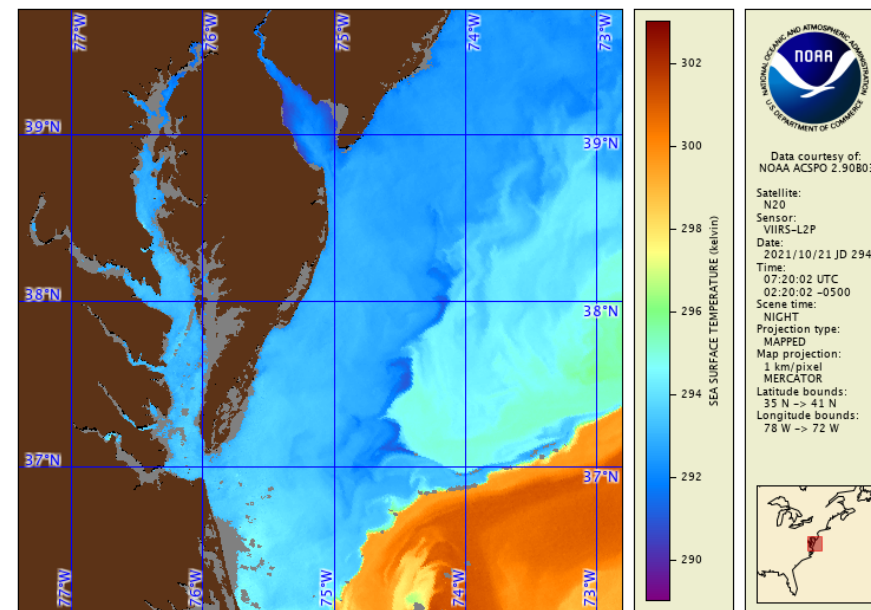 77°W
76°W
75°W
74°W
73°W
39°N
39°N
38°N
38°N
37°N
37°N
77°W
76°W
75°W
74°W
73°W
302
300
298
296
294
292
290
SEA SURFACE TEMPERATURE (kelvin)
NATIONAL OCEANIC AND ATMOSPHERIC ADMINISTRATION
NOAA
U.S. DEPARTMENT OF COMMERCE
Data courtesy of:
NOAA ACSPO 2.90B03
Satellite:
N20
Sensor:
VIIRS-L2P
Date:
2021/10/21 JD 294
Time:
07:20:02 UTC
02:20:02 -0500
Scene time:
NIGHT
Projection type:
MAPPED
Map projection:
1 km/pixel
MERCATOR
Latitude bounds:
35 N -> 41 N
Longitude bounds:
78 W -> 72 W